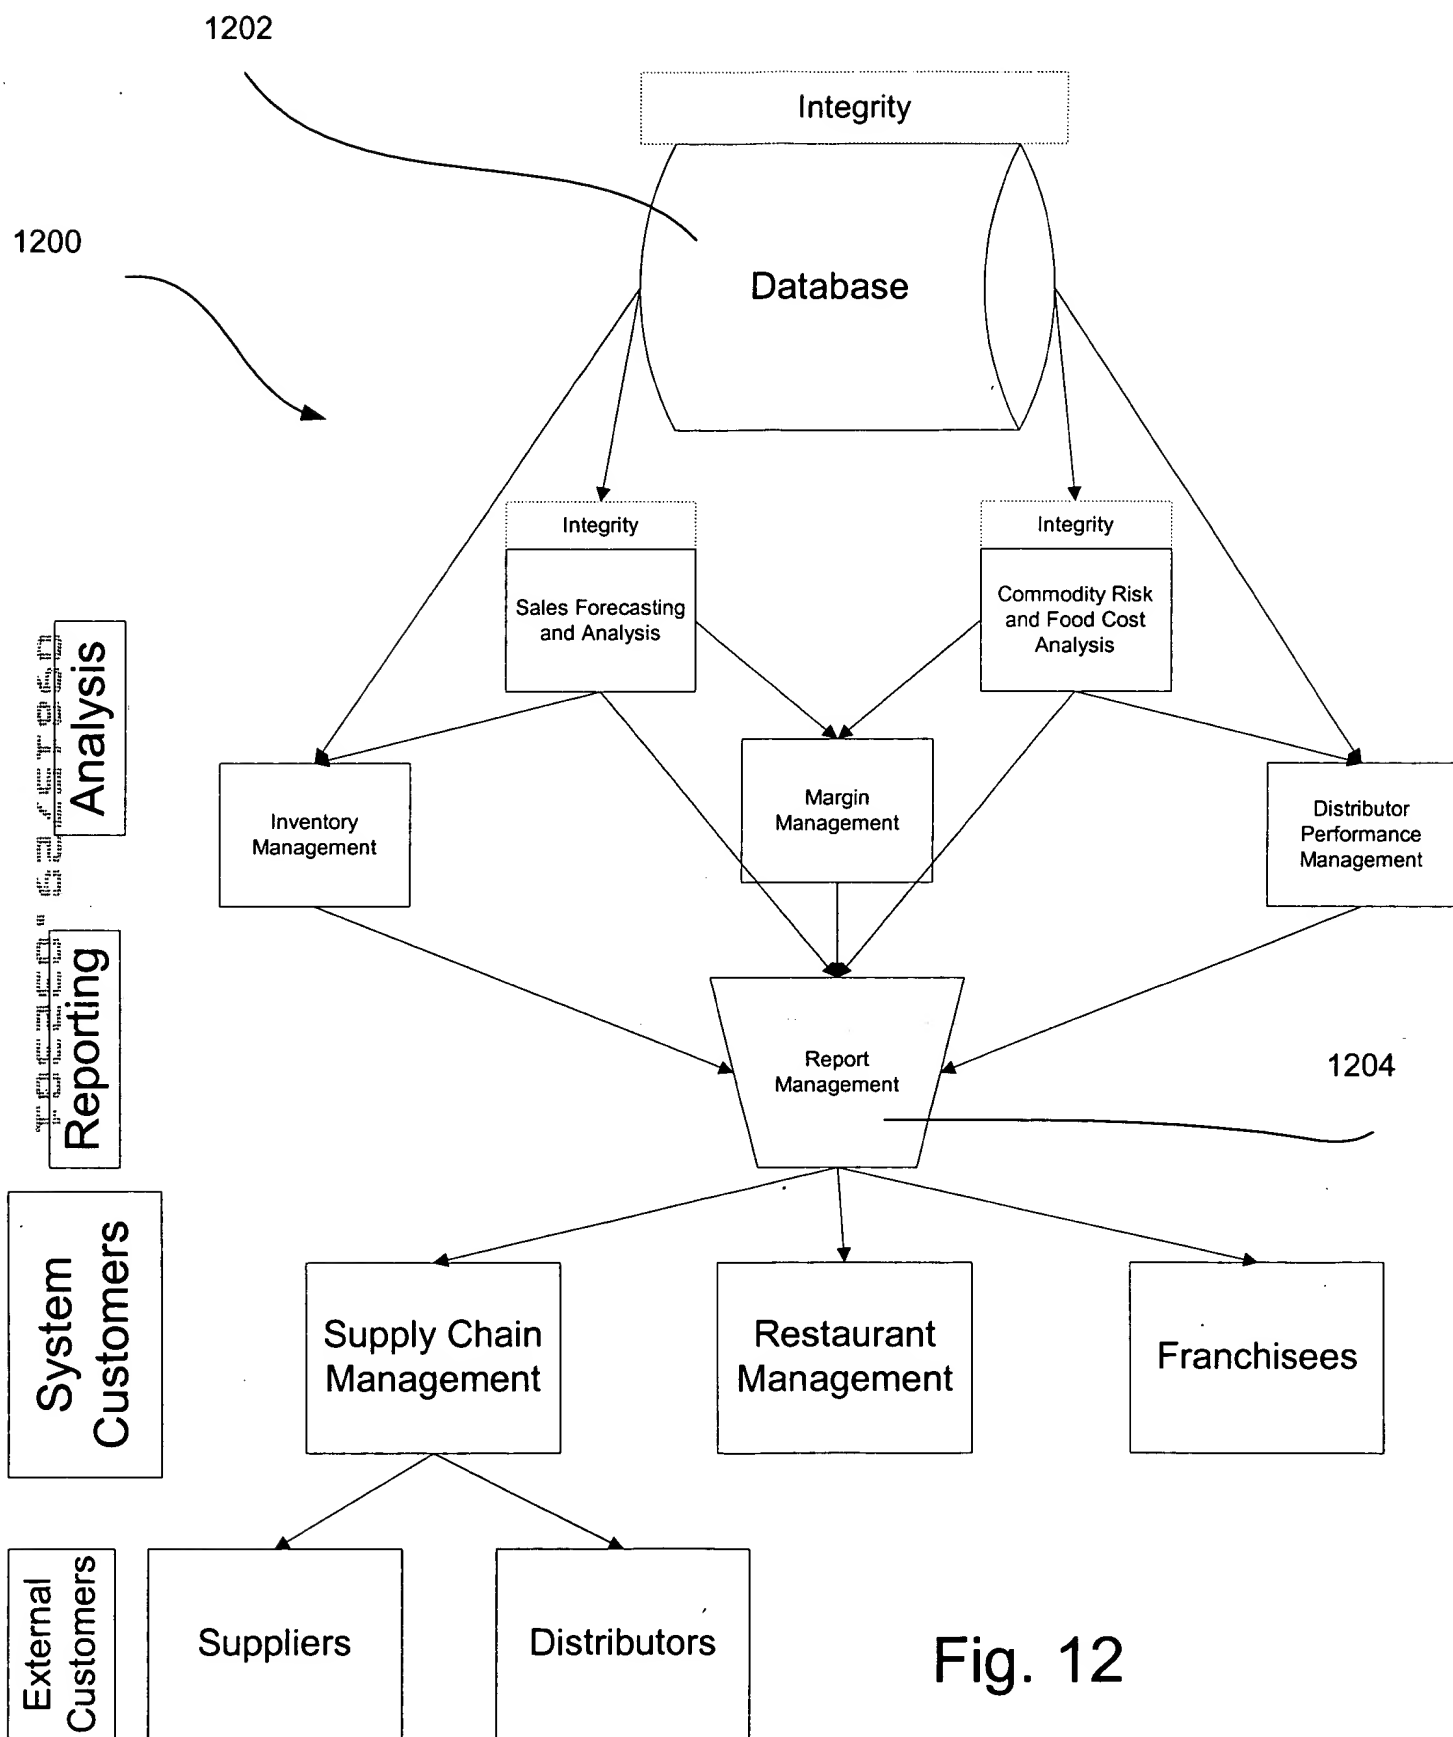 1202
Integrity
1200
Database
Integrity
Integrity
Sales Forecasting
and Analysis
Commodity Risk
and Food Cost
Analysis
Analysis
Inventory
Management
Margin
Management
Distributor
Performance
Management
Reporting
Report
Management
1204
System
Customers
Supply Chain
Management
Restaurant
Management
Franchisees
External
Customers
Suppliers
Distributors
Fig. 12